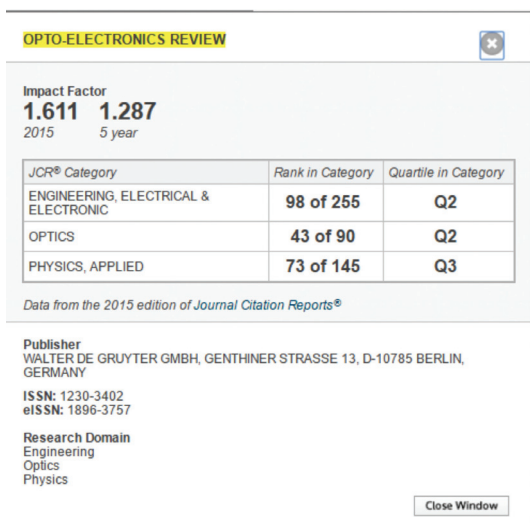 OPTO-ELECTRONICS REVIEW
Impact Factor
1.611 1.287
2015 5 year
JCR® Category Rank in Category Quartile in Category
ENGINEERING, ELECTRICAL &
ELECTRONIC 98 of 255 Q2
OPTICS 43 of 90 Q2
PHYSICS, APPLIED 73 of 145 Q3
Data from the 2015 edition of Journal Citation Reports®
Publisher
WALTER DE GRUYTER GMBH, GENTHINER STRASSE 13, D-10785 BERLIN,
GERMANY
ISSN: 1230-3402
eISSN: 1896-3757
Research Domain
Engineering
Optics
Physics
Close Window